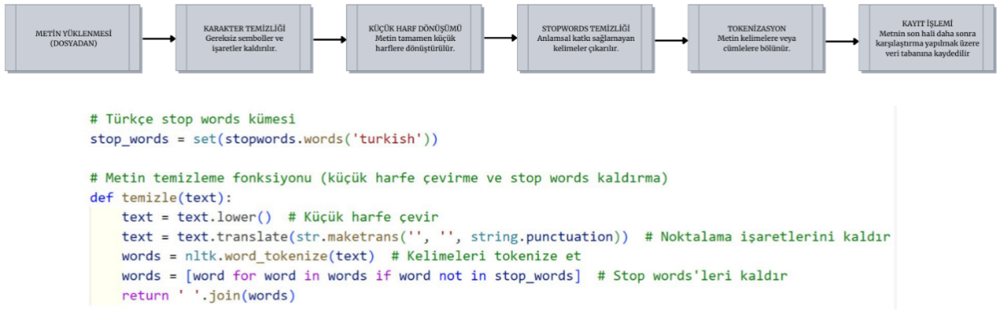 METİN YÜKLENMESİ
(DOSYADAN)
KARAKTER TEMİZLİĞİ
Gereksiz semboller ve
işaretler kaldırılır.
KÜÇÜK HARF DÖNÜŞÜMÜ
Metin tamamen küçük
harflere dönüştürülür.
STOPWORDS TEMİZLİĞİ
Anlamsal katkı sağlamayan
kelimeler çıkarılır.
TOKENİZASYON
Metin kelimelere veya
cümlelere bölünür.
KAYIT İŞLEMİ
Metnin son hali daha sonra
karşılaştırma yapılmak üzere
veri tabanına kaydedilir
# Türkçe stop words kümesi
stop_words = set(stopwords.words('turkish'))
# Metin temizleme fonksiyonu (küçük harfe çevirme ve stop words kaldırma)
def temizle(text):
    text = text.lower()  # Küçük harfe çevir
    text = text.translate(str.maketrans('', '', string.punctuation))  # Noktalama işaretlerini kaldır
    words = nltk.word_tokenize(text)  # Kelimeleri tokenize et
    words = [word for word in words if word not in stop_words]  # Stop words'leri kaldır
    return ' '.join(words)